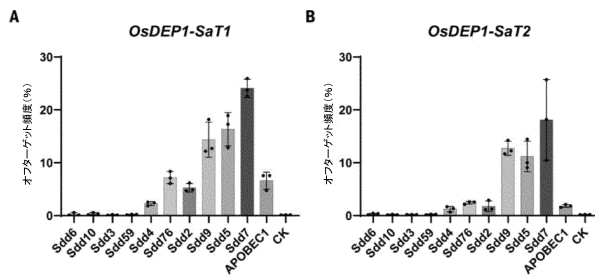 A
OsDEP1-SaT1
オフターゲット頻度(%)
30
20
10
0
Sdd6
Sdd10
Sdd3
Sdd59
Sdd4
Sdd76
Sdd2
Sdd9
Sdd5
Sdd7
APOBEC1
CK
B
OsDEP1-SaT2
オフターゲット頻度(%)
30
20
10
0
Sdd6
Sdd10
Sdd3
Sdd59
Sdd4
Sdd76
Sdd2
Sdd9
Sdd5
Sdd7
APOBEC1
CK